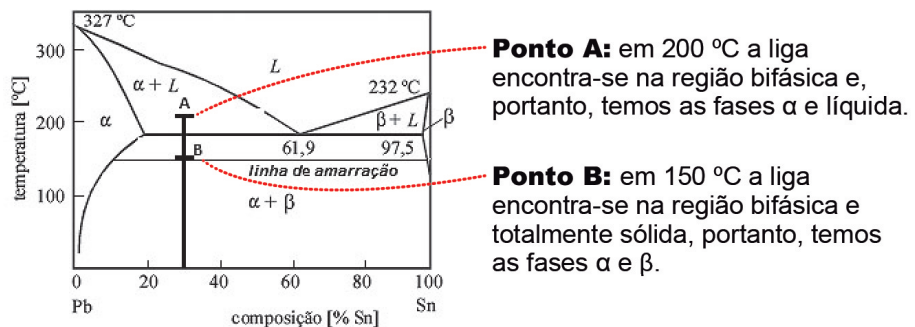 327 ºC
300
L
α + L
232 ºC
A
200
α
β + L
β
B
61,9
97,5
linha de amarração
α + β
100
temperatura [ºC]
0
20
40
60
80
100
Pb
Sn
composição [% Sn]
Ponto A: em 200 ºC a liga
encontra-se na região bifásica e,
portanto, temos as fases α e líquida.
Ponto B: em 150 ºC a liga
encontra-se na região bifásica e
totalmente sólida, portanto, temos
as fases α e β.